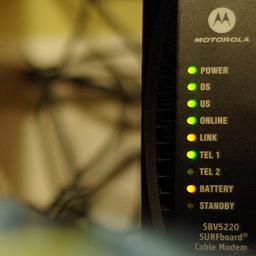 MOTOROLA
POWER
DS
US
ONLINE
LINK
TEL 1
TEL 2
BATTERY
STANDBY
SBV5220
SURFboard®
Cable Modem